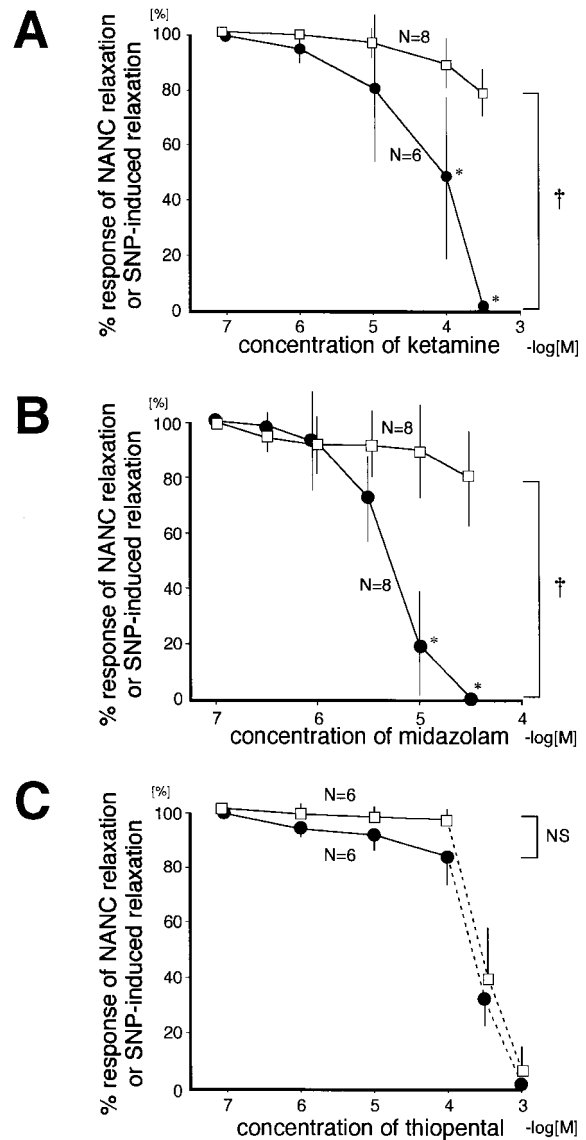 A
[%]
% response of NANC relaxation
or SNP-induced relaxation
100
80
60
40
20
0
N=8
N=6
*
*
†
7 6 5 4 3
concentration of ketamine -log[M]
B
[%]
% response of NANC relaxation
or SNP-induced relaxation
100
80
60
40
20
0
N=8
N=8
*
*
†
7 6 5 4
concentration of midazolam -log[M]
C
[%]
% response of NANC relaxation
or SNP-induced relaxation
100
80
60
40
20
0
N=6
N=6
NS
7 6 5 4 3
concentration of thiopental -log[M]